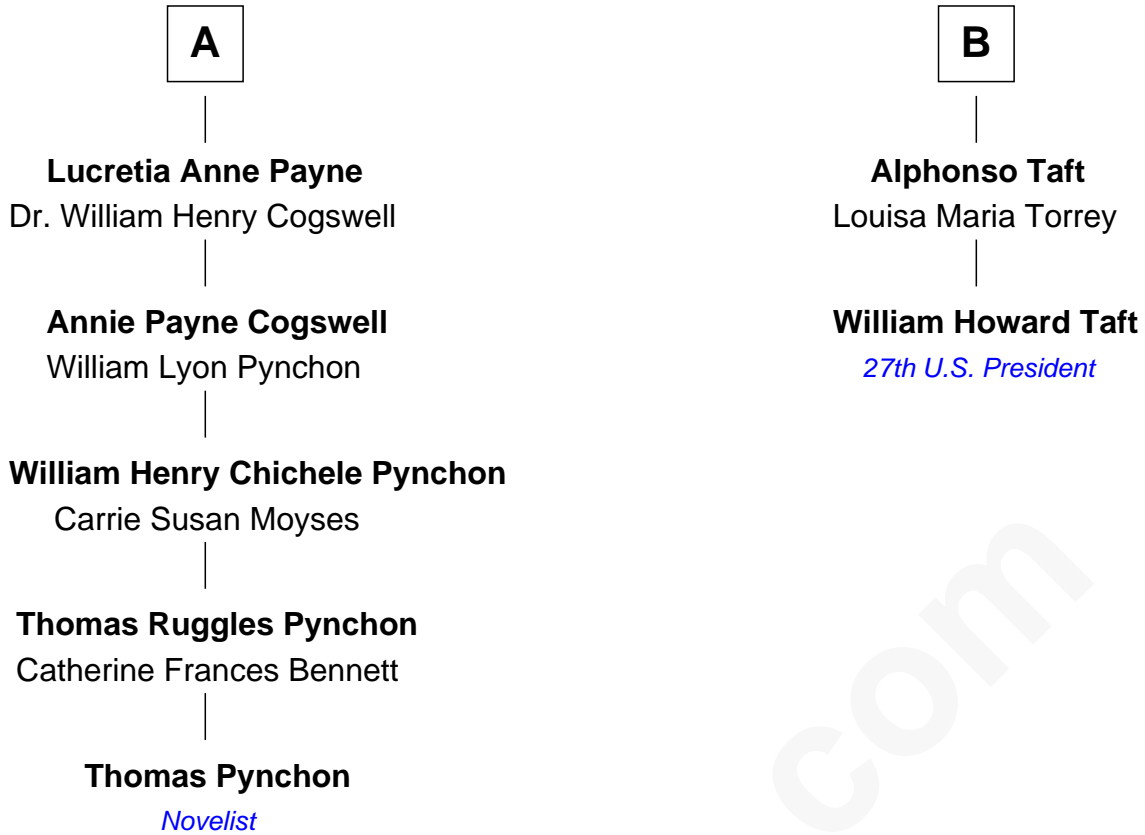 A
Lucretia Anne Payne
Dr. William Henry Cogswell
Annie Payne Cogswell
William Lyon Pynchon
William Henry Chichele Pynchon
Carrie Susan Moyses
Thomas Ruggles Pynchon
Catherine Frances Bennett
Thomas Pynchon
Novelist
B
Alphonso Taft
Louisa Maria Torrey
William Howard Taft
27th U.S. President
com